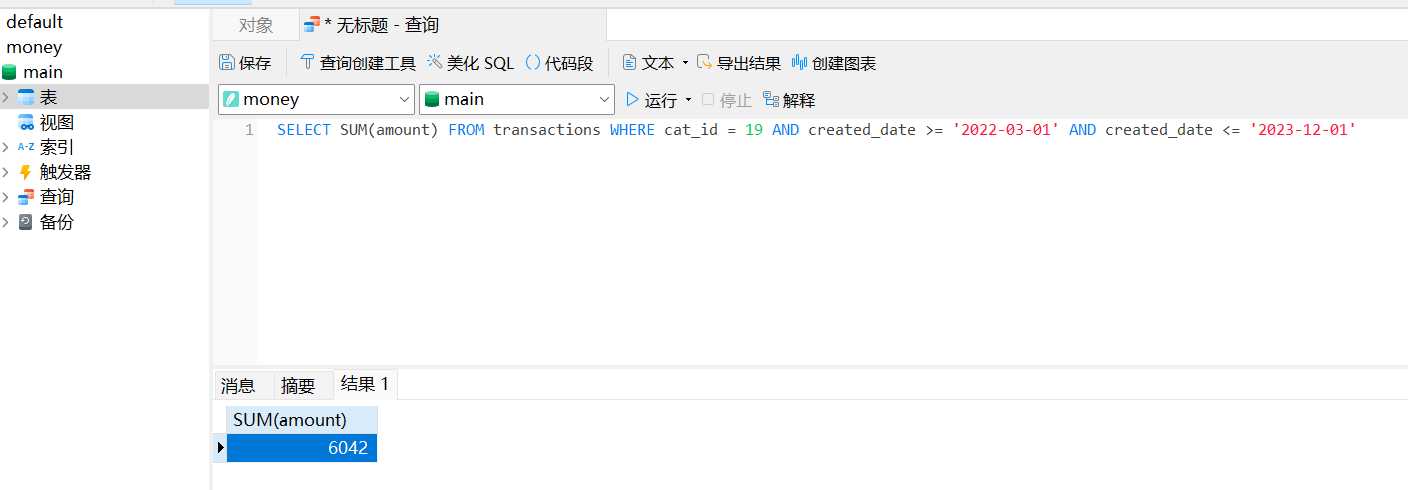 default
money
main
表
视图
A-Z 索引
触发器
查询
备份
对象
* 无标题 - 查询
保存 查询创建工具 美化 SQL () 代码段 文本 导出结果 创建图表
money main 运行 停止 解释
1 SELECT SUM(amount) FROM transactions WHERE cat_id = 19 AND created_date >= '2022-03-01' AND created_date <= '2023-12-01'
消息 摘要 结果 1
SUM(amount)
6042